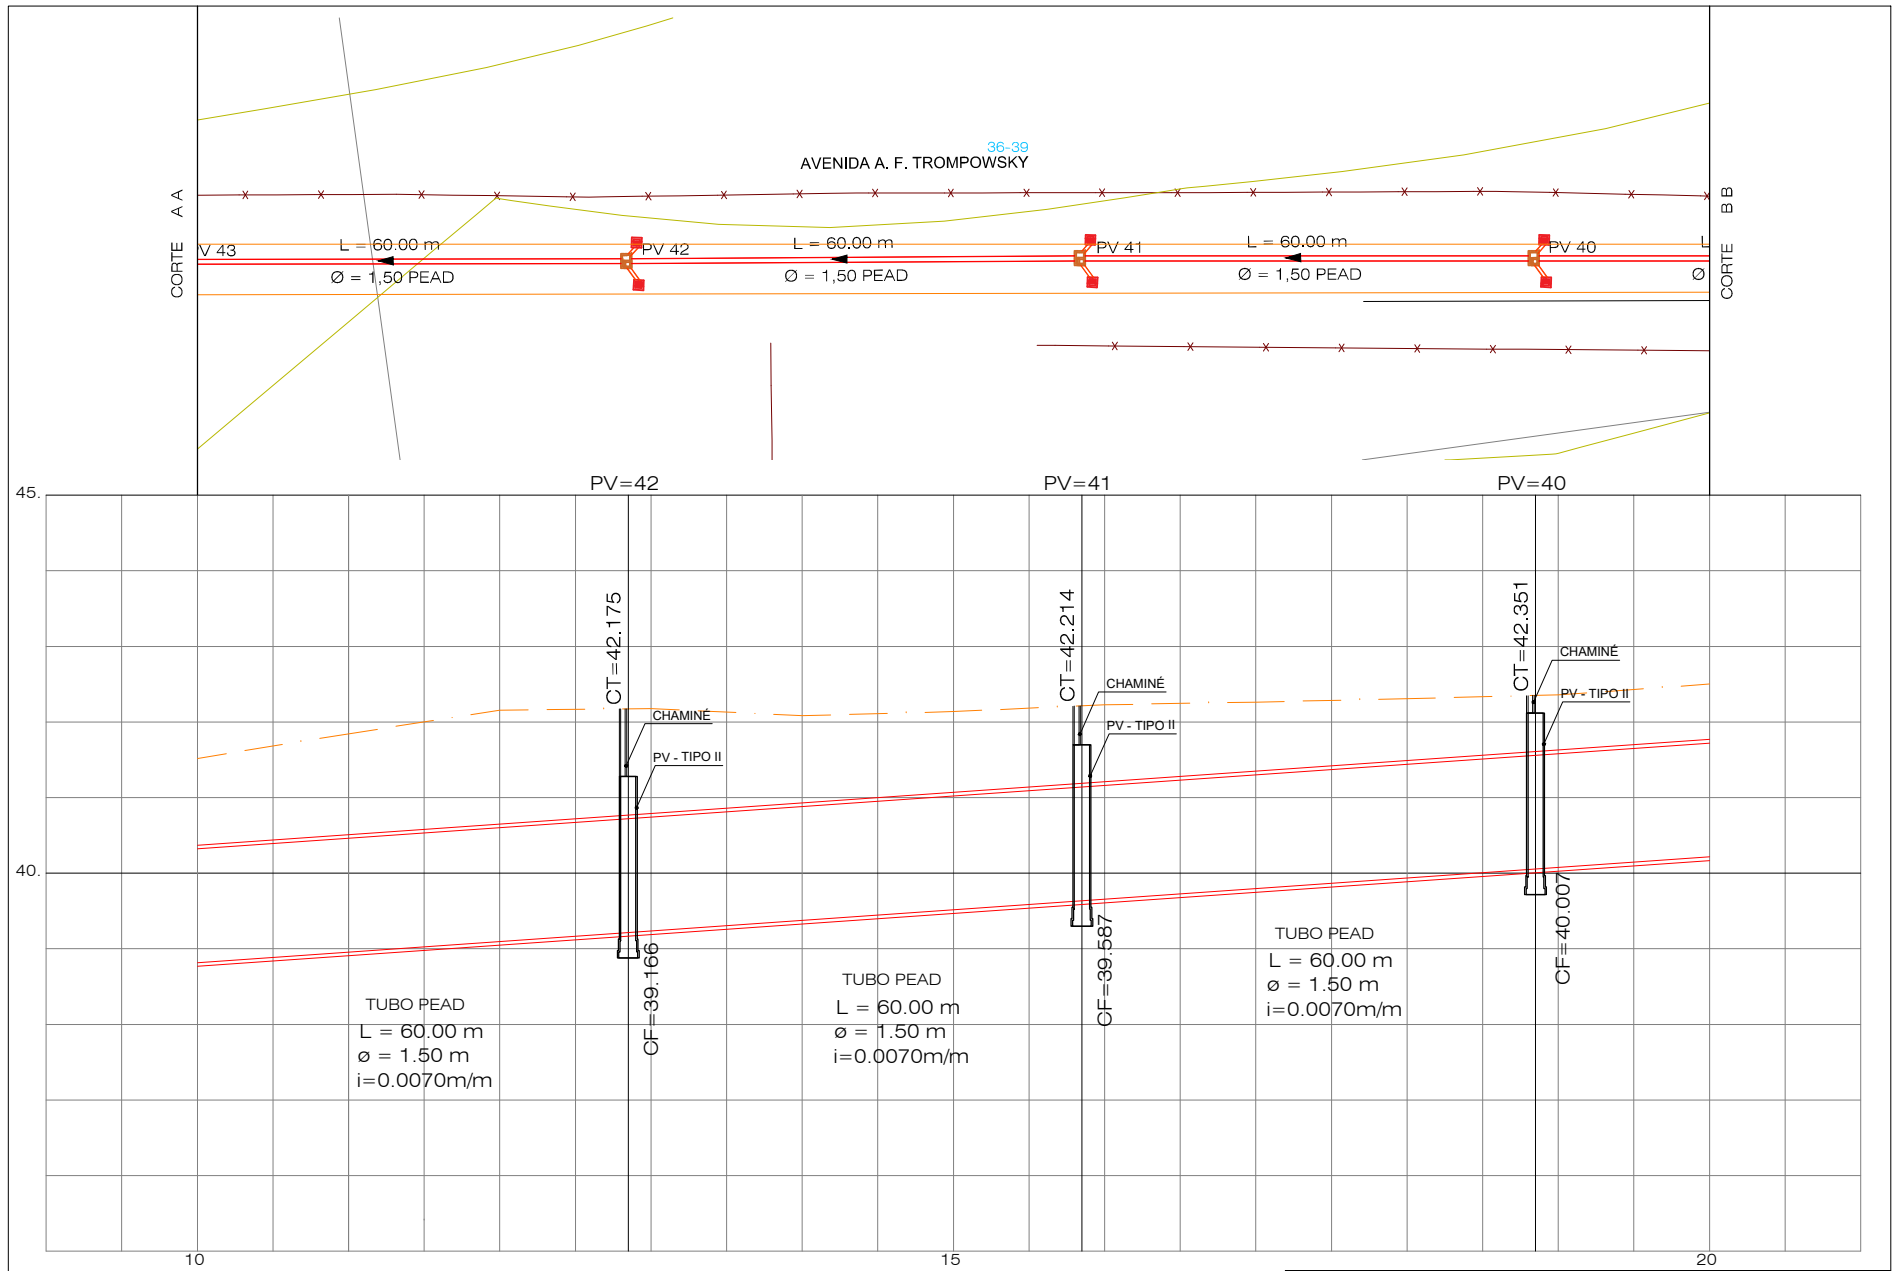 36-39
AVENIDA A. F. TROMPOWSKY
CORTE A A
CORTE B B
V 43
L = 60.00 m
Ø = 1,50 PEAD
PV 42
L = 60.00 m
Ø = 1,50 PEAD
PV 41
L = 60.00 m
Ø = 1,50 PEAD
PV 40
L
Ø
PV=42
PV=41
PV=40
45.
CT=42.175
CHAMINÉ
PV - TIPO II
CT=42.214
CHAMINÉ
PV - TIPO II
CT=42.351
CHAMINÉ
PV - TIPO II
40.
CF=39.166
CF=39.587
CF=40.007
TUBO PEAD
L = 60.00 m
ø = 1.50 m
i=0.0070m/m
TUBO PEAD
L = 60.00 m
ø = 1.50 m
i=0.0070m/m
TUBO PEAD
L = 60.00 m
ø = 1.50 m
i=0.0070m/m
10
15
20